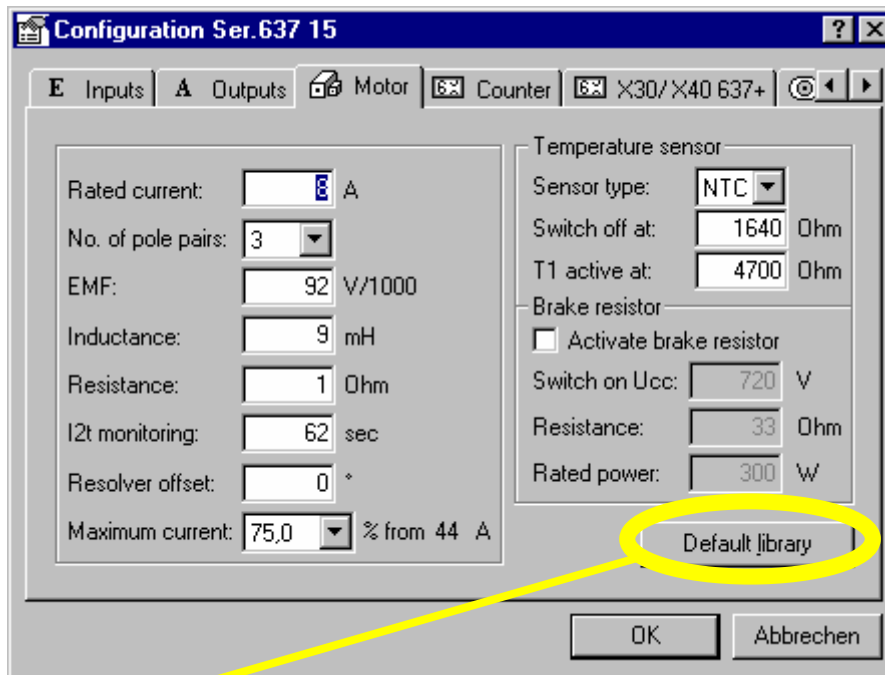 Configuration Ser.637 15
E Inputs A Outputs Motor Counter X30/X40 637+
Rated current: 8 A
No. of pole pairs: 3
EMF: 92 V/1000
Inductance: 9 mH
Resistance: 1 Ohm
I2t monitoring: 62 sec
Resolver offset: 0 °
Maximum current: 75,0 % from 44 A
Temperature sensor
Sensor type: NTC
Switch off at: 1640 Ohm
T1 active at: 4700 Ohm
Brake resistor
Activate brake resistor
Switch on Ucc: 720 V
Resistance: 33 Ohm
Rated power: 300 W
Default library
OK Abbrechen